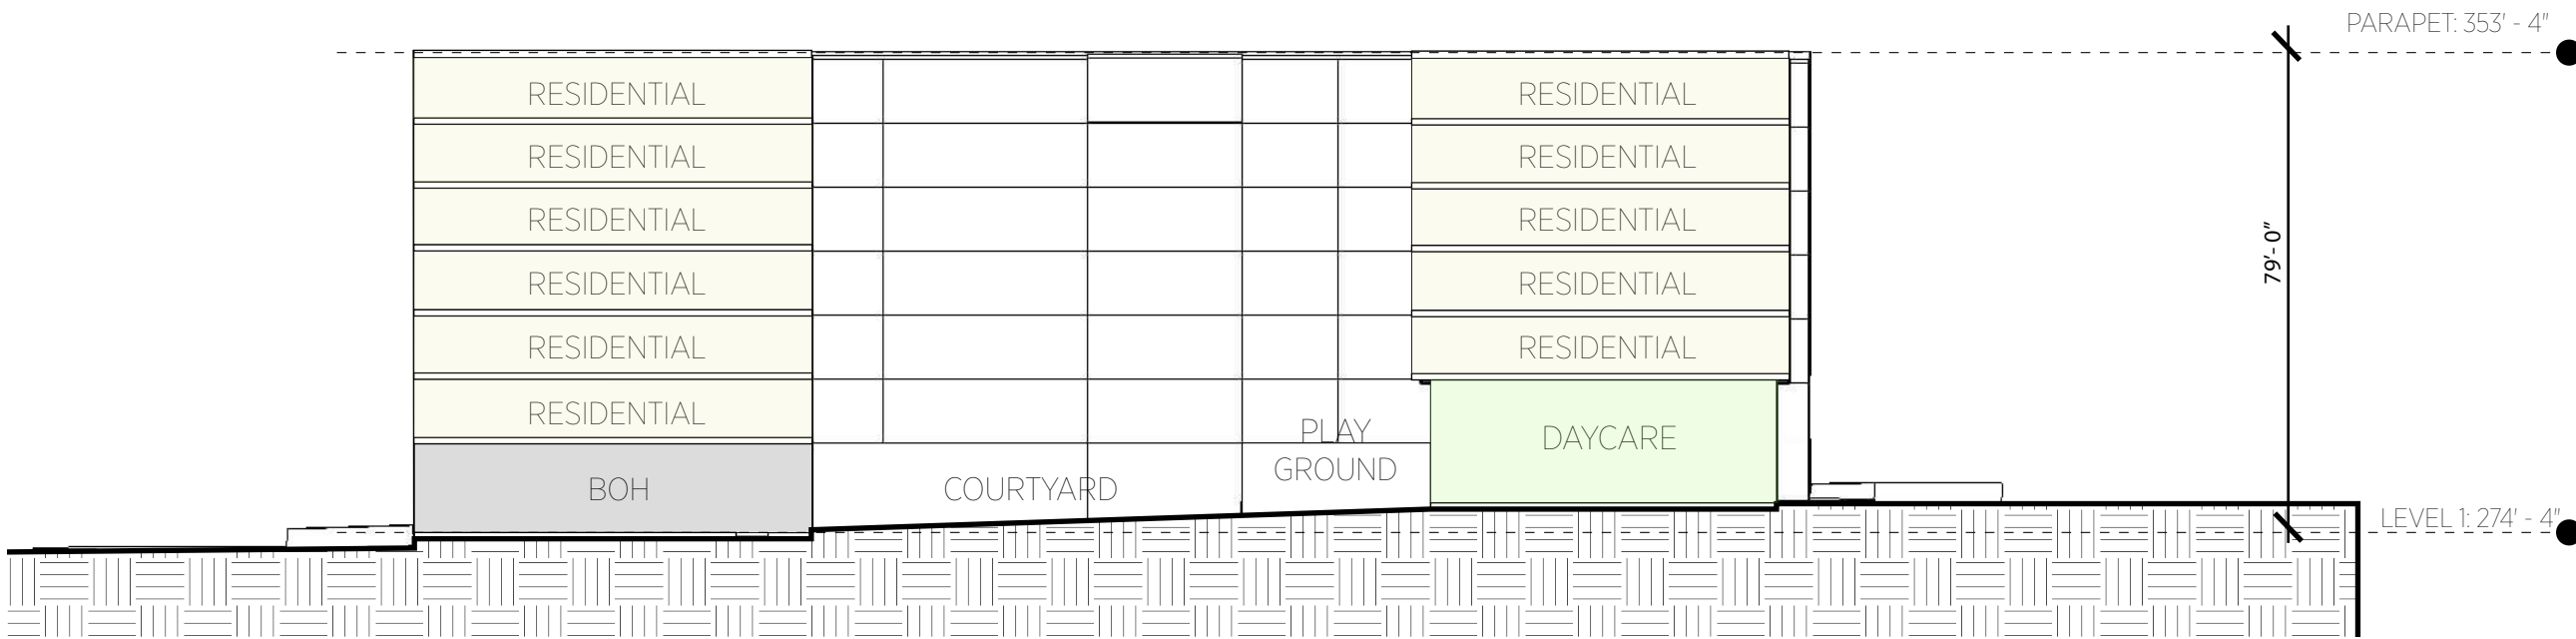 PARAPET: 353' - 4"
RESIDENTIAL
RESIDENTIAL
RESIDENTIAL
RESIDENTIAL
RESIDENTIAL
RESIDENTIAL
RESIDENTIAL
RESIDENTIAL
79'- 0"
RESIDENTIAL
RESIDENTIAL
RESIDENTIAL
PLAY
GROUND
DAYCARE
BOH
COURTYARD
LEVEL 1: 274' - 4"